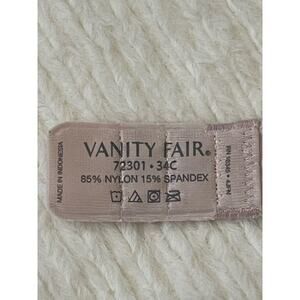 VANITY FAIR®
72301 • 34C
85% NYLON 15% SPANDEX
MADE IN INDONESIA